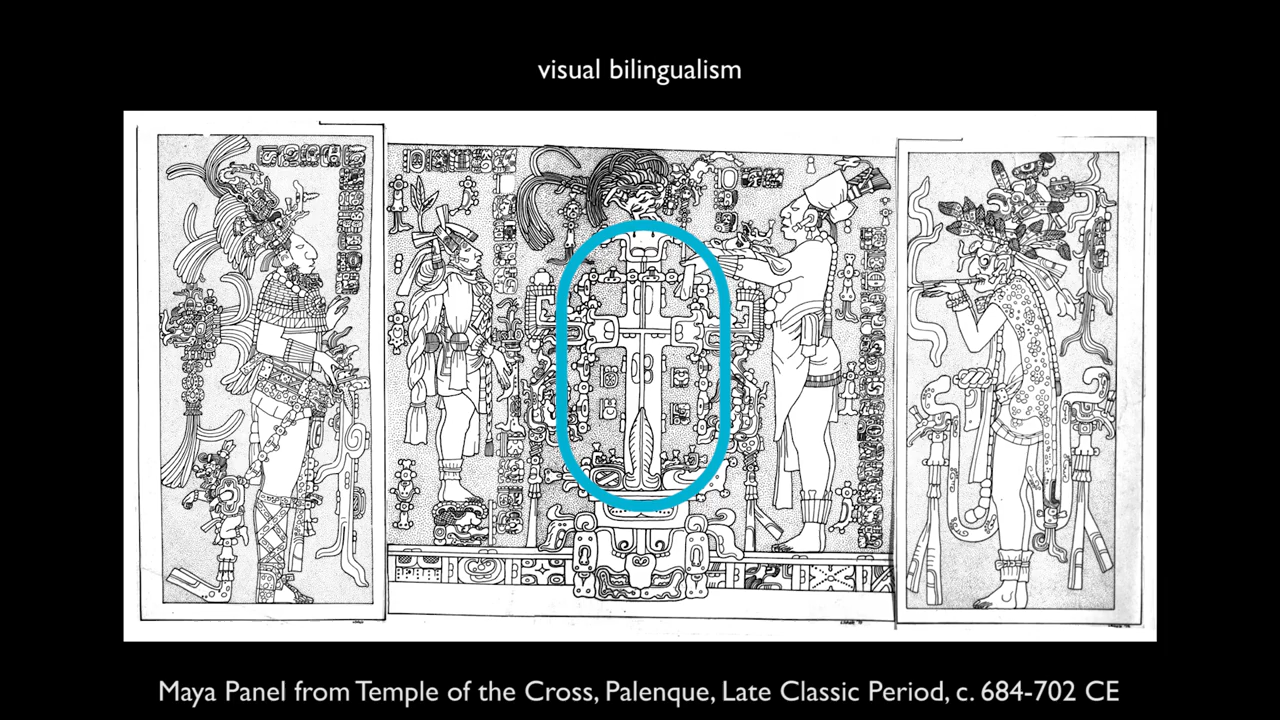 visual bilingualism
Maya Panel from Temple of the Cross, Palenque, Late Classic Period, c. 684-702 CE